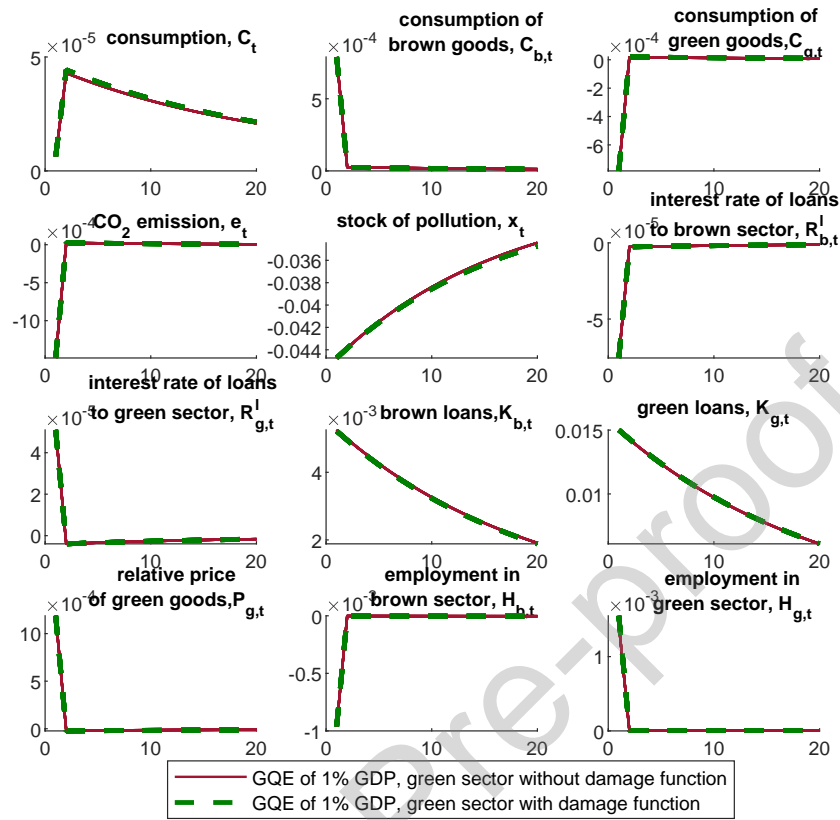 consumption, C_t
×10^-5
5
0
0 10 20
consumption of
brown goods, C_b,t
×10^-4
4
2
0
0 10 20
consumption of
green goods,C_g,t
×10^-4
0
-2
-4
-6
0 10 20
CO_2 emission, e_t
×10^-4
0
-5
-10
0 10 20
stock of pollution, x_t
-0.036
-0.038
-0.04
-0.042
-0.044
0 10 20
interest rate of loans
to brown sector, R^l_b,t
×10^-5
0
-5
0 10 20
interest rate of loans
to green sector, R^l_g,t
×10^-5
4
2
0
0 10 20
brown loans,K_b,t
×10^-3
4
2
0 10 20
green loans, K_g,t
0.015
0.01
0 10 20
relative price
of green goods,P_g,t
×10^-4
10
5
0
0 10 20
employment in
brown sector, H_b,t
×10^-3
0
-0.5
-1
0 10 20
employment in
green sector, H_g,t
×10^-3
1
0
0 10 20
GQE of 1% GDP, green sector without damage function
GQE of 1% GDP, green sector with damage function
Pre-proof